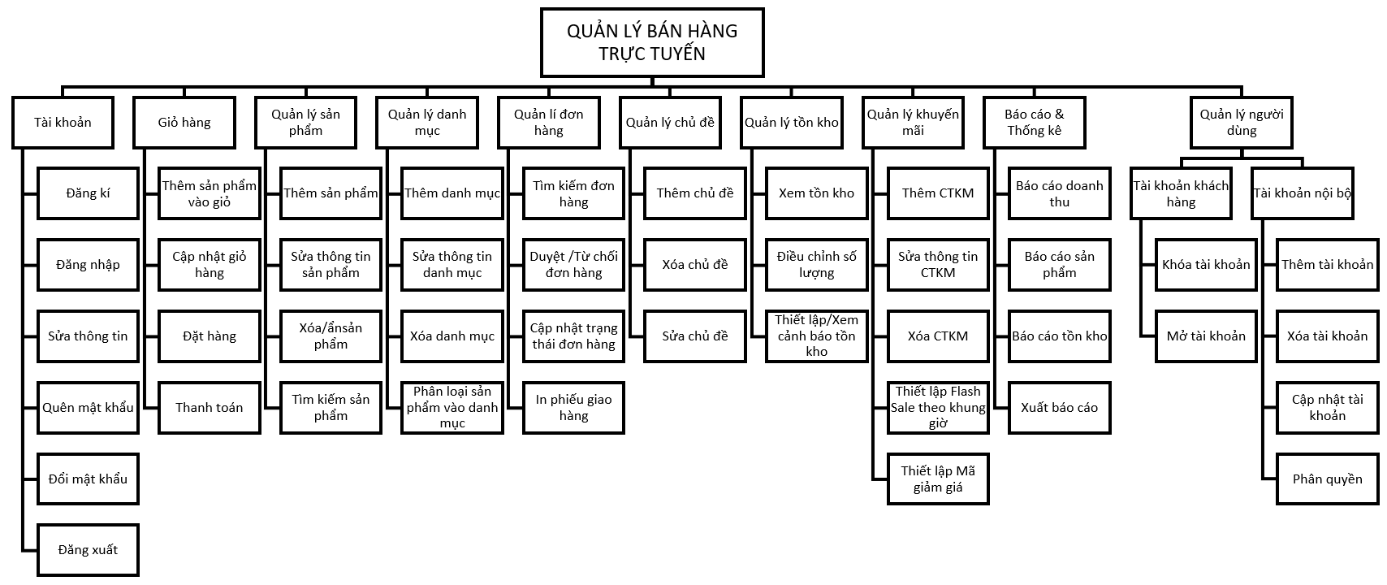 QUẢN LÝ BÁN HÀNG
TRỰC TUYẾN
Tài khoản
Giỏ hàng
Quản lý sản
phẩm
Quản lý danh
mục
Quản lí đơn
hàng
Quản lý chủ đề
Quản lý tồn kho
Quản lý khuyến
mãi
Báo cáo &
Thống kê
Quản lý người
dùng
Đăng kí
Đăng nhập
Sửa thông tin
Quên mật khẩu
Đổi mật khẩu
Đăng xuất
Thêm sản phẩm
vào giỏ
Cập nhật giỏ
hàng
Đặt hàng
Thanh toán
Thêm sản phẩm
Sửa thông tin
sản phẩm
Xóa/ẩnsản
phẩm
Tìm kiếm sản
phẩm
Thêm danh mục
Sửa thông tin
danh mục
Xóa danh mục
Phân loại sản
phẩm vào danh
mục
Tìm kiếm đơn
hàng
Duyệt /Từ chối
đơn hàng
Cập nhật trạng
thái đơn hàng
In phiếu giao
hàng
Thêm chủ đề
Xóa chủ đề
Sửa chủ đề
Xem tồn kho
Điều chỉnh số
lượng
Thiết lập/Xem
cảnh báo tồn
kho
Thêm CTKM
Sửa thông tin
CTKM
Xóa CTKM
Thiết lập Flash
Sale theo khung
giờ
Thiết lập Mã
giảm giá
Báo cáo doanh
thu
Báo cáo sản
phẩm
Báo cáo tồn kho
Xuất báo cáo
Tài khoản khách
hàng
Khóa tài khoản
Mở tài khoản
Tài khoản nội bộ
Thêm tài khoản
Xóa tài khoản
Cập nhật tài
khoản
Phân quyền